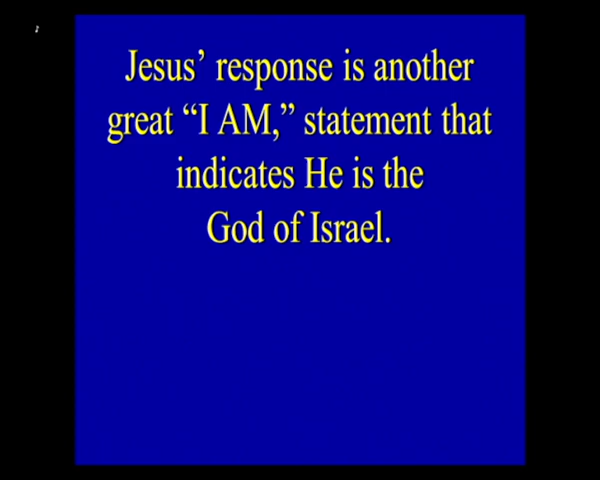 Jesus’ response is another
great “I AM,” statement that
indicates He is the
God of Israel.